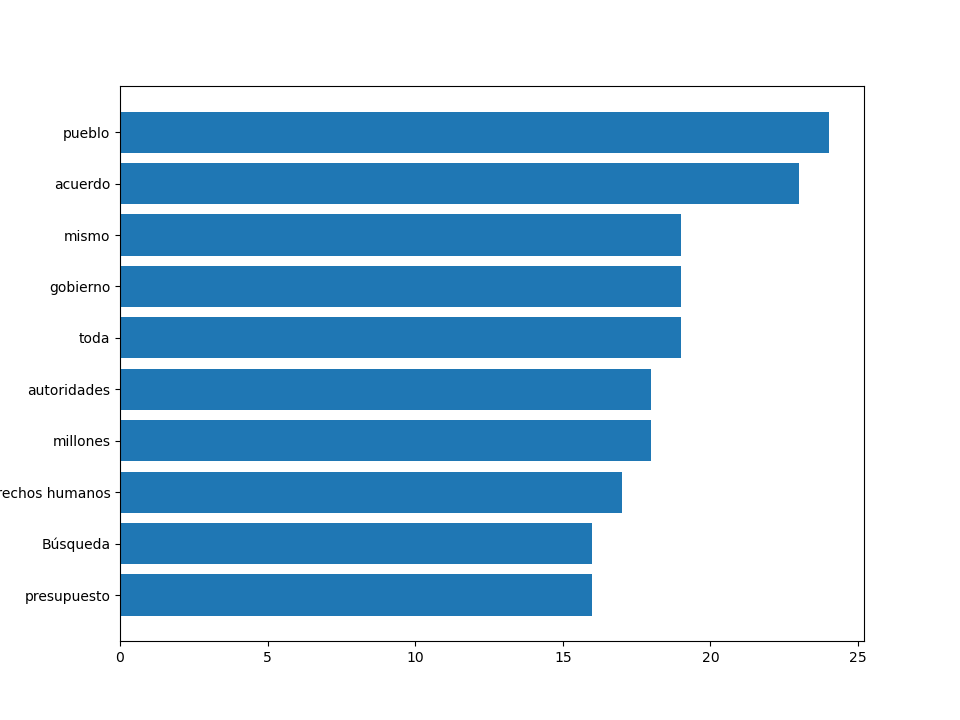 pueblo
acuerdo
mismo
gobierno
toda
autoridades
millones
rechos humanos
Búsqueda
presupuesto
0 5 10 15 20 25